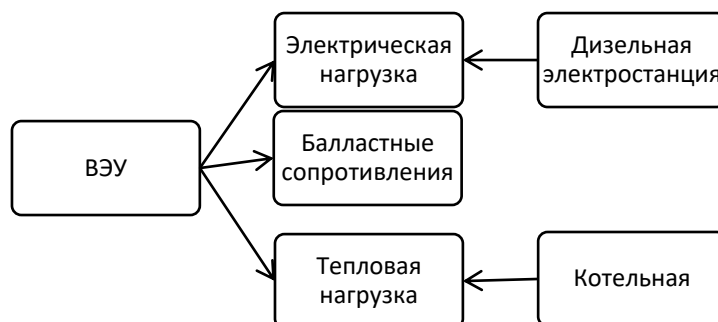 Электрическая
нагрузка
Дизельная
электростанция
ВЭУ
Балластные
сопротивления
Тепловая
нагрузка
Котельная